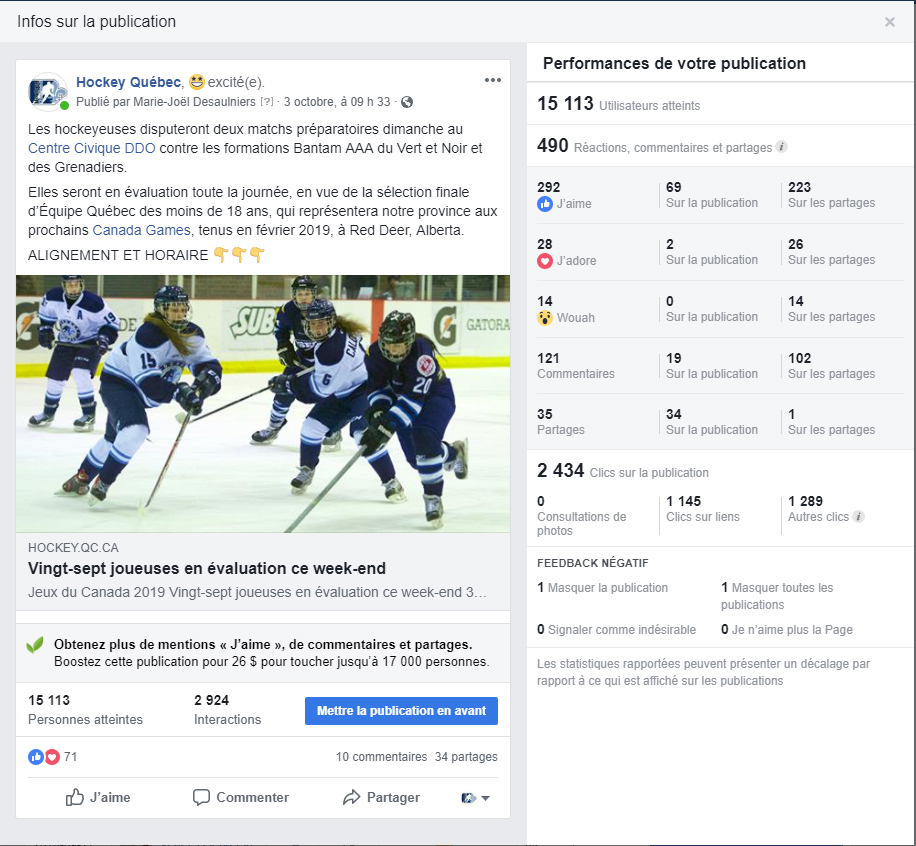 Infos sur la publication
×
Hockey Québec, 😆 excité(e).
Publié par Marie-Joël Desaulniers [?] · 3 octobre, à 09 h 33 ·
Les hockeyeuses disputeront deux matchs préparatoires dimanche au
Centre Civique DDO contre les formations Bantam AAA du Vert et Noir et
des Grenadiers.
Elles seront en évaluation toute la journée, en vue de la sélection finale
d'Équipe Québec des moins de 18 ans, qui représentera notre province aux
prochains Canada Games, tenus en février 2019, à Red Deer, Alberta.
ALIGNEMENT ET HORAIRE 👇👇👇
A
19
DE
15
SUB
6
20
G
GATORA
HOCKEY.QC.CA
Vingt-sept joueuses en évaluation ce week-end
Jeux du Canada 2019 Vingt-sept joueuses en évaluation ce week-end 3…
Obtenez plus de mentions « J'aime », de commentaires et partages.
Boostez cette publication pour 26 $ pour toucher jusqu'à 17 000 personnes.
15 113 2 924
Personnes atteintes Interactions
Mettre la publication en avant
71 10 commentaires 34 partages
J'aime Commenter Partager
Performances de votre publication
15 113 Utilisateurs atteints
490 Réactions, commentaires et partages i
292 69 223
J'aime Sur la publication Sur les partages
28 2 26
J'adore Sur la publication Sur les partages
14 0 14
Wouah Sur la publication Sur les partages
121 19 102
Commentaires Sur la publication Sur les partages
35 34 1
Partages Sur la publication Sur les partages
2 434 Clics sur la publication
0 1 145 1 289
Consultations de Clics sur liens Autres clics i
photos
FEEDBACK NÉGATIF
1 Masquer la publication 1 Masquer toutes les
publications
0 Signaler comme indésirable 0 Je n'aime plus la Page
Les statistiques rapportées peuvent présenter un décalage par
rapport à ce qui est affiché sur les publications